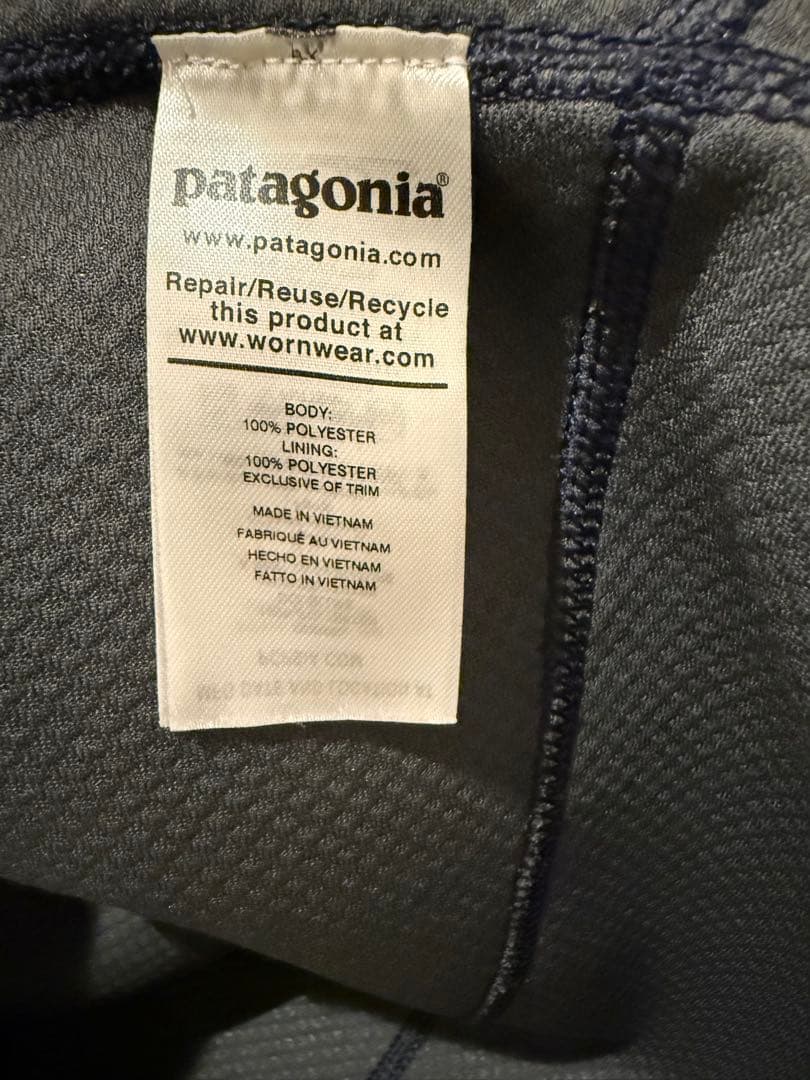 patagonia®
www.patagonia.com
Repair/Reuse/Recycle
this product at
www.wornwear.com
BODY:
100% POLYESTER
LINING:
100% POLYESTER
EXCLUSIVE OF TRIM
MADE IN VIETNAM
FABRIQUÉ AU VIETNAM
HECHO EN VIETNAM
FATTO IN VIETNAM